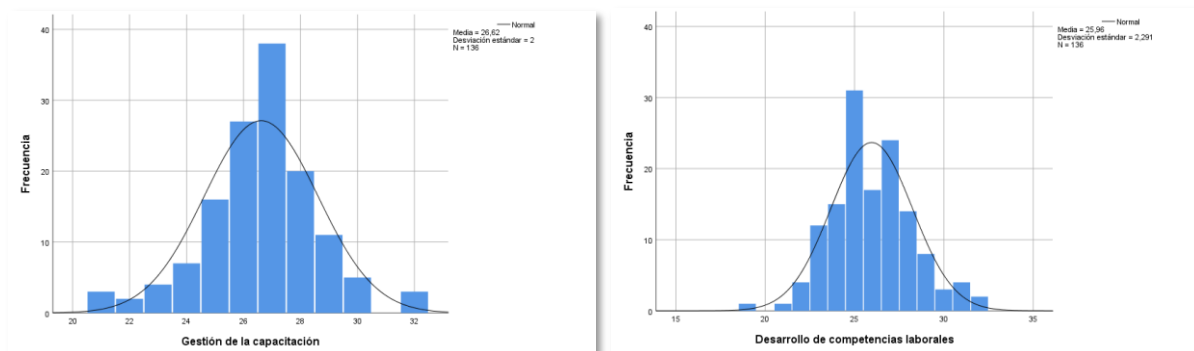 Normal
Media = 26,62
Desviación estándar = 2
N = 136
40
30
20
10
0
Frecuencia
20 22 24 26 28 30 32
Gestión de la capacitación
Normal
Media = 25,96
Desviación estándar = 2,291
N = 136
40
30
20
10
0
Frecuencia
15 20 25 30 35
Desarrollo de competencias laborales